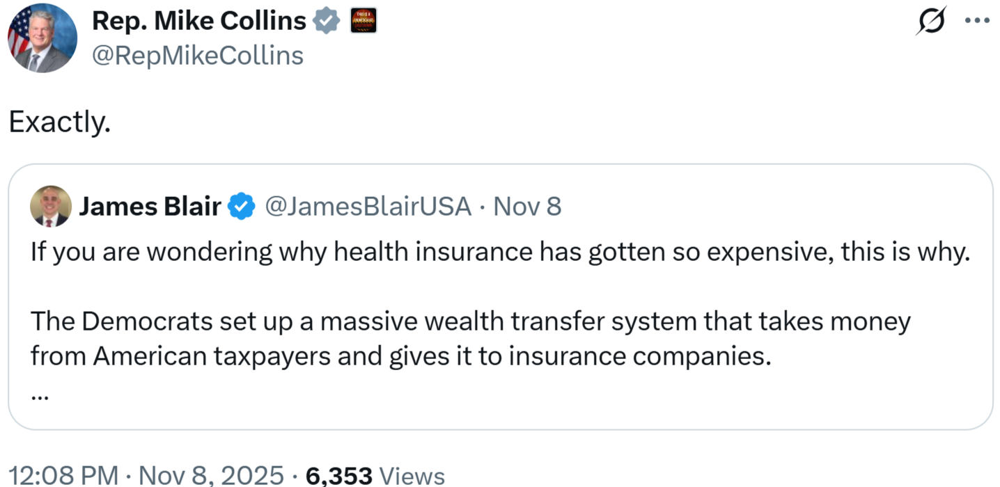 Rep. Mike Collins
@RepMikeCollins
Exactly.
James Blair @JamesBlairUSA · Nov 8
If you are wondering why health insurance has gotten so expensive, this is why.
The Democrats set up a massive wealth transfer system that takes money
from American taxpayers and gives it to insurance companies.
...
12:08 PM · Nov 8, 2025 · 6,353 Views